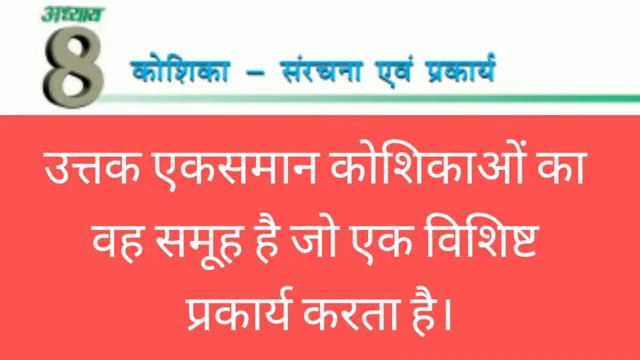 अध्याय
8
कोशिका – संरचना एवं प्रकार्य
उत्तक एकसमान कोशिकाओं का
वह समूह है जो एक विशिष्ट
प्रकार्य करता है।